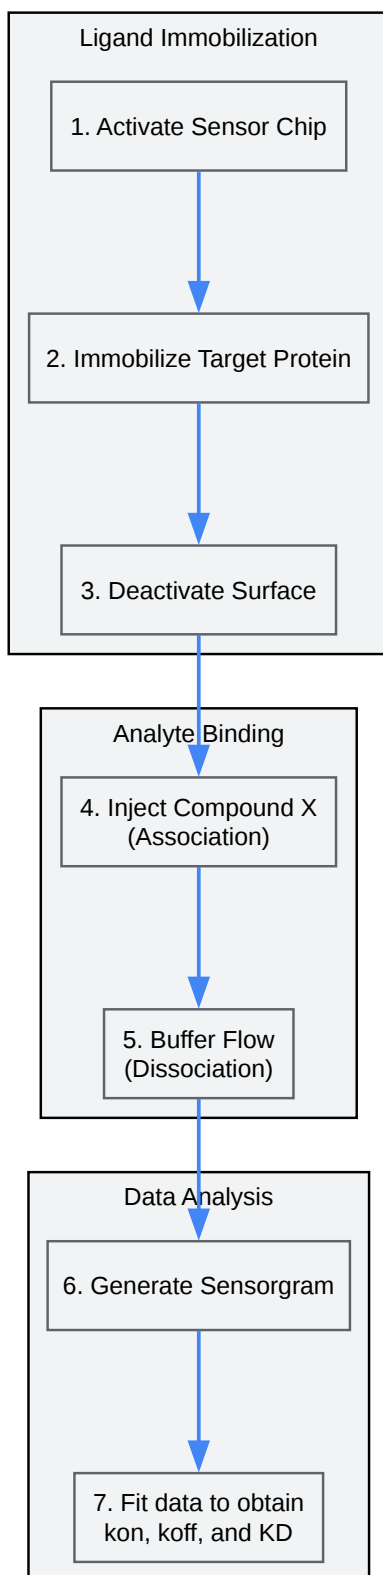 Ligand Immobilization
1. Activate Sensor Chip
2. Immobilize Target Protein
3. Deactivate Surface
Analyte Binding
4. Inject Compound X
(Association)
5. Buffer Flow
(Dissociation)
Data Analysis
6. Generate Sensorgram
7. Fit data to obtain
kon, koff, and KD